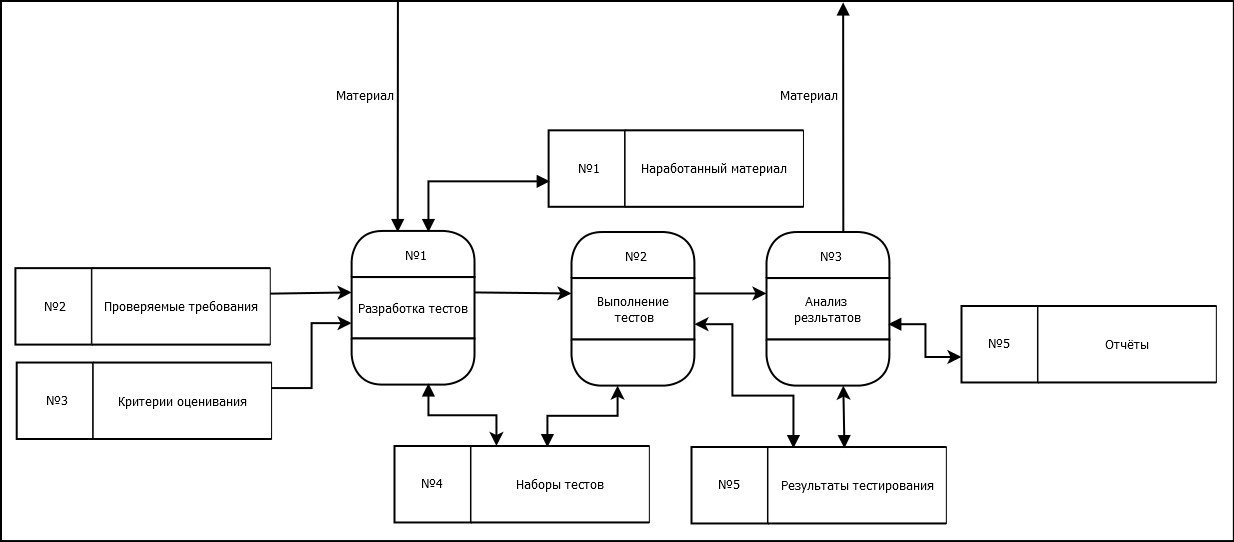 Материал
Материал
№1
Наработанный материал
№1
№2
№3
№2
Проверяемые требования
Разработка тестов
Выполнение
тестов
Анализ
резльтатов
№5
Отчёты
№3
Критерии оценивания
№4
Наборы тестов
№5
Результаты тестирования